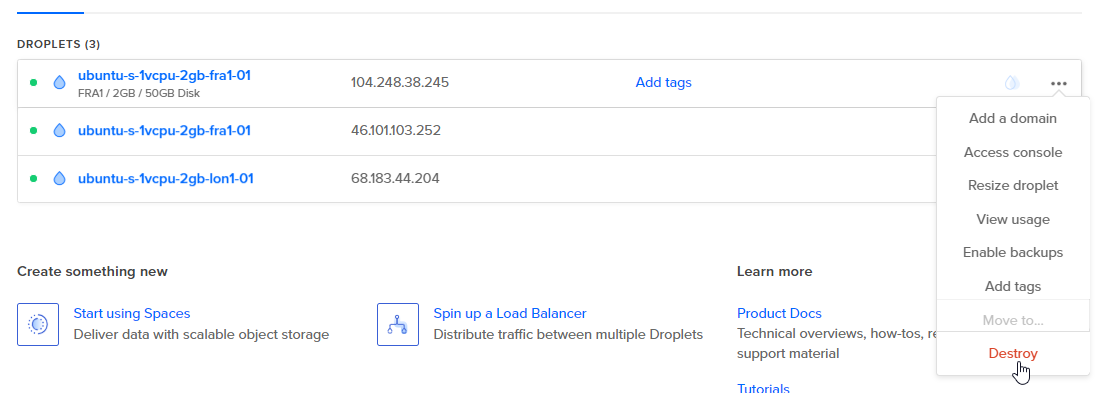 DROPLETS (3)
ubuntu-s-1vcpu-2gb-fra1-01
FRA1 / 2GB / 50GB Disk
104.248.38.245
Add tags
ubuntu-s-1vcpu-2gb-fra1-01
46.101.103.252
ubuntu-s-1vcpu-2gb-lon1-01
68.183.44.204
Add a domain
Access console
Resize droplet
View usage
Enable backups
Add tags
Move to...
Destroy
Create something new
Start using Spaces
Deliver data with scalable object storage
Spin up a Load Balancer
Distribute traffic between multiple Droplets
Learn more
Product Docs
Technical overviews, how-tos,
support material
Tutorials